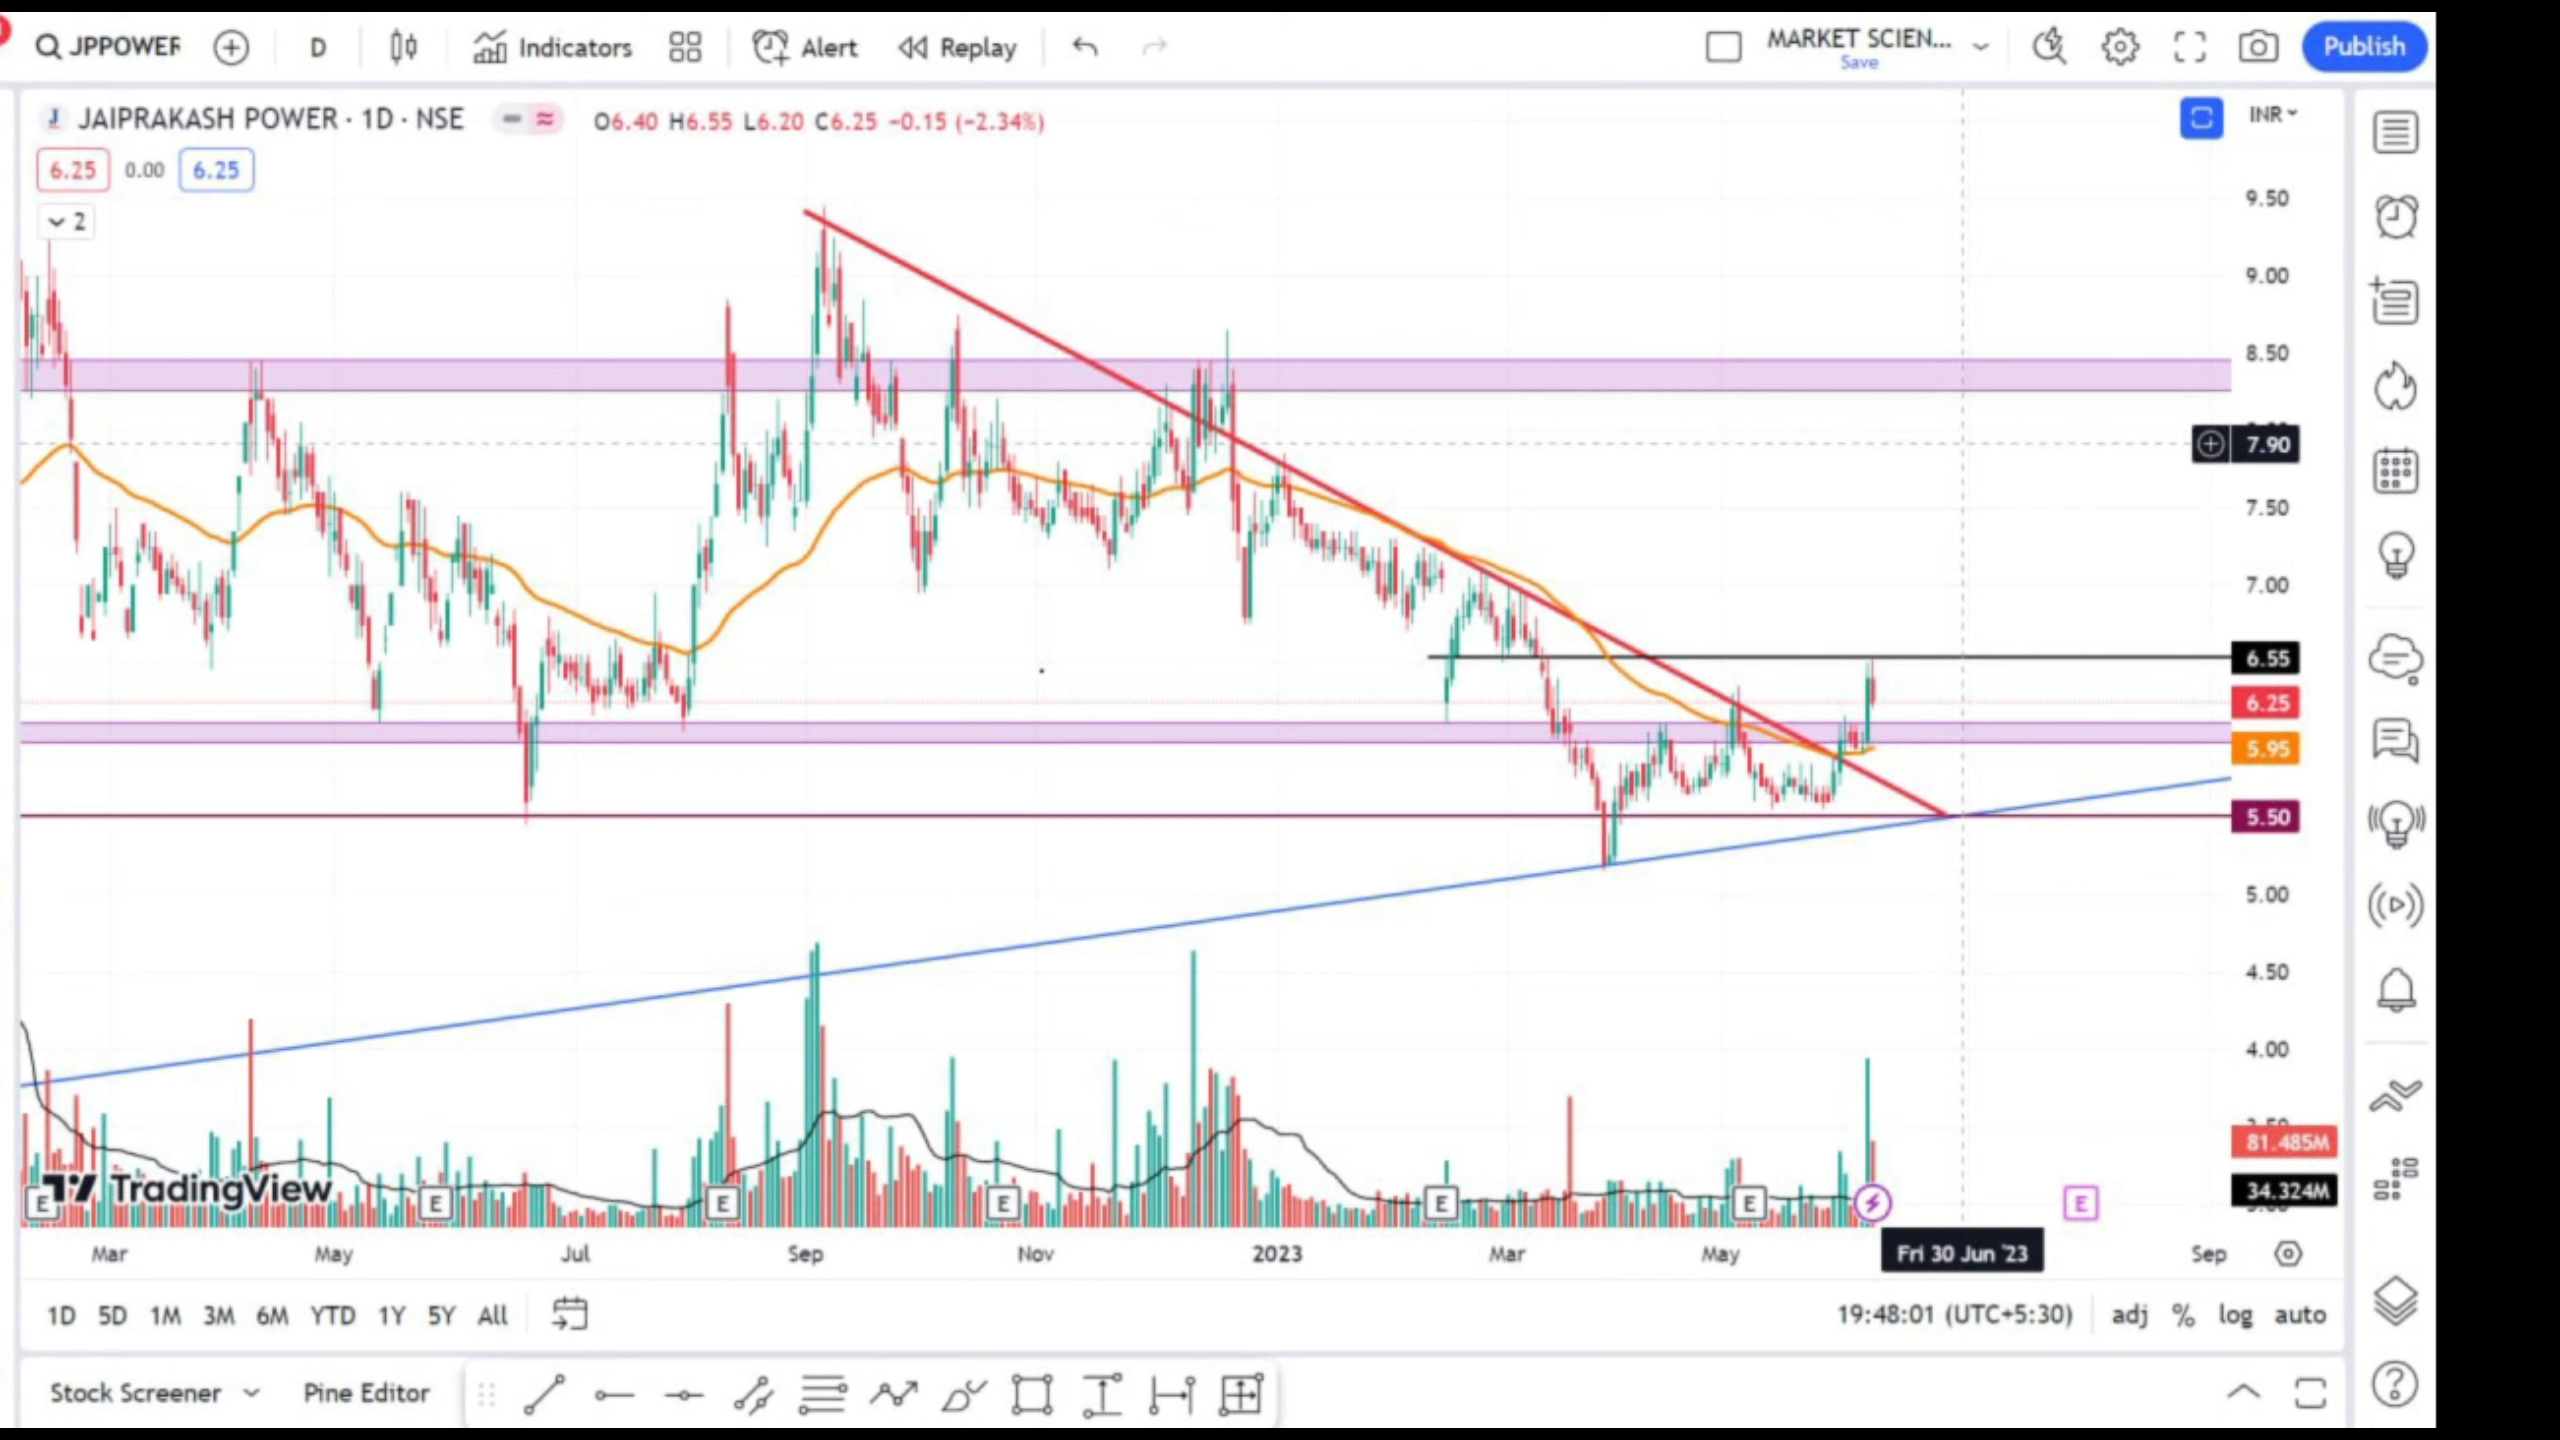 JPPOWER
D
Indicators
Alert
Replay
MARKET SCIEN...
Save
Publish
JAIPRAKASH POWER · 1D · NSE
O6.40 H6.55 L6.20 C6.25 −0.15 (−2.34%)
INR
6.25 0.00 6.25
2
9.50
9.00
8.50
7.90
7.50
7.00
6.55
6.25
5.95
5.50
5.00
4.50
4.00
81.485M
34.324M
TradingView
E E E E E E E
Mar May Jul Sep Nov 2023 Mar May Fri 30 Jun '23 Sep
1D 5D 1M 3M 6M YTD 1Y 5Y All
19:48:01 (UTC+5:30) adj % log auto
Stock Screener Pine Editor